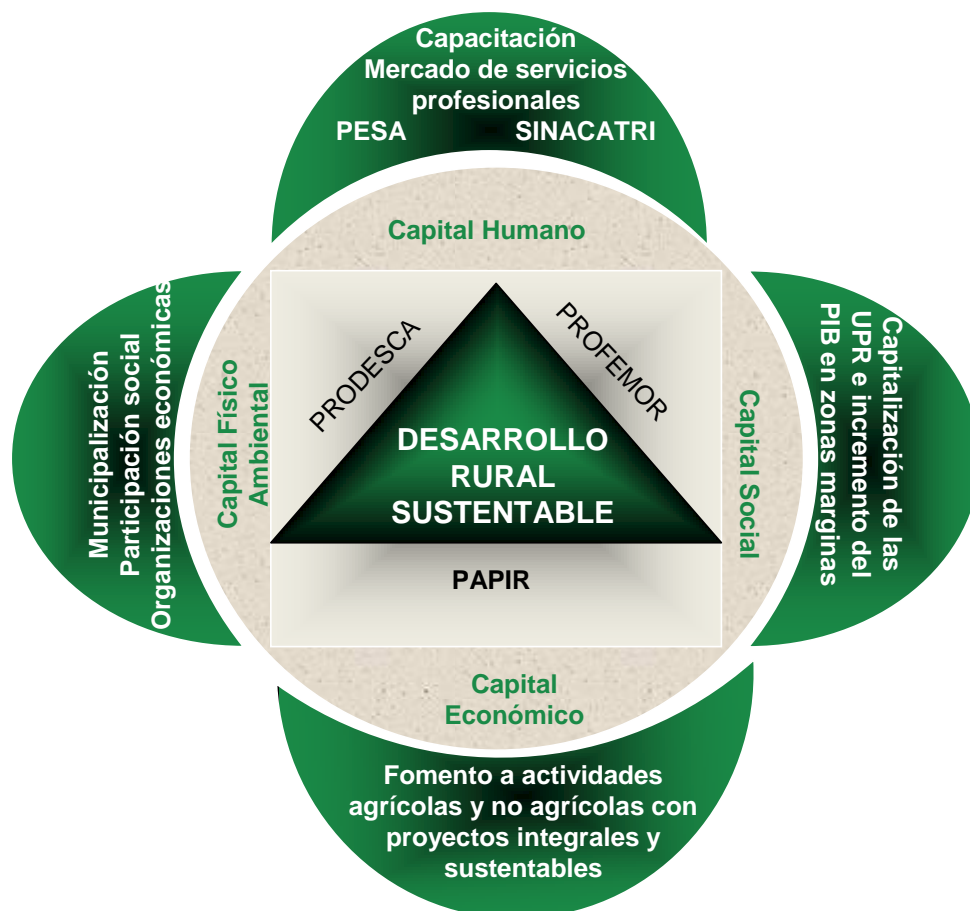 Capacitación
Mercado de servicios
profesionales
PESA SINACATRI
Capital Humano
Municipalización
Participación social
Organizaciones económicas
Capital Físico
Ambiental
PRODESCA
PROFEMOR
DESARROLLO
RURAL
SUSTENTABLE
PAPIR
Capital Social
Capitalización de las
UPR e incremento del
PIB en zonas marginas
Capital
Económico
Fomento a actividades
agrícolas y no agrícolas con
proyectos integrales y
sustentables